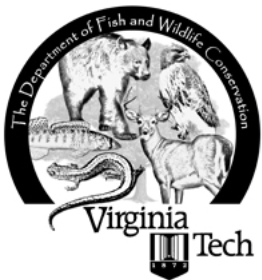 The Department of Fish and Wildlife Conservation
Virginia
Tech
1872